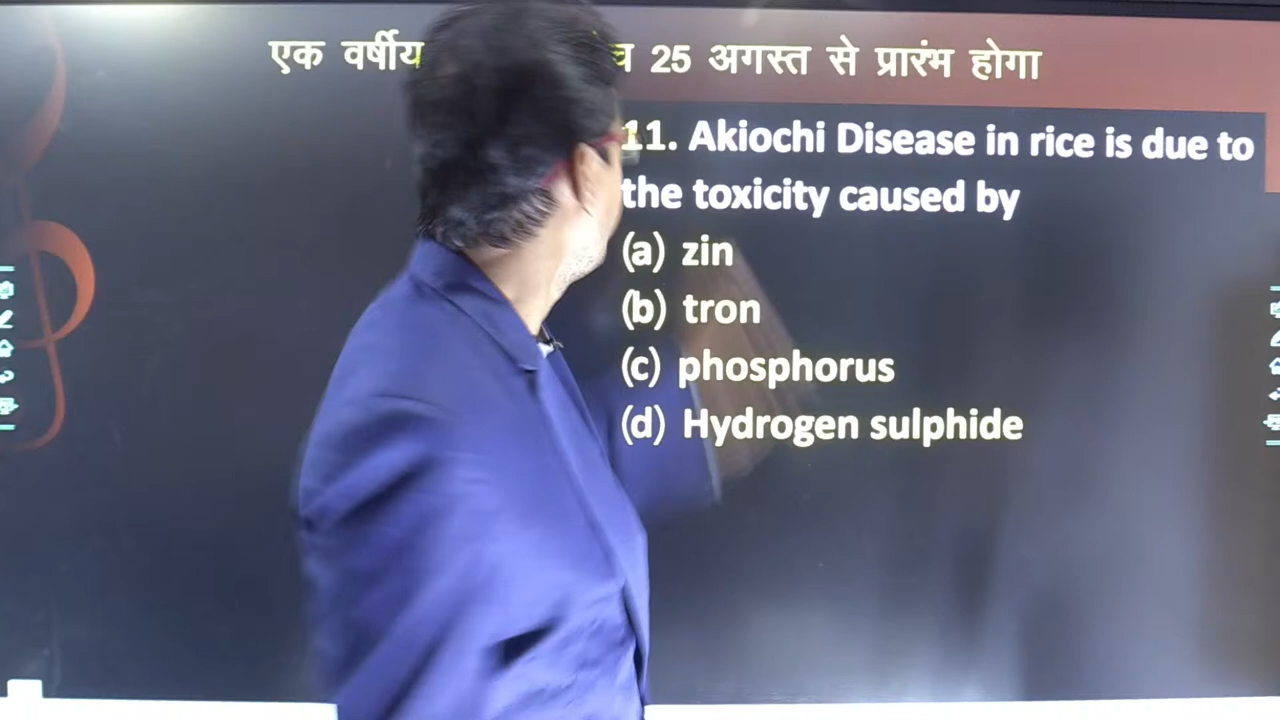 एक वर्षीय 25 अगस्त से प्रारंभ होगा
11. Akiochi Disease in rice is due to
the toxicity caused by
(a) zin
(b) tron
(c) phosphorus
(d) Hydrogen sulphide